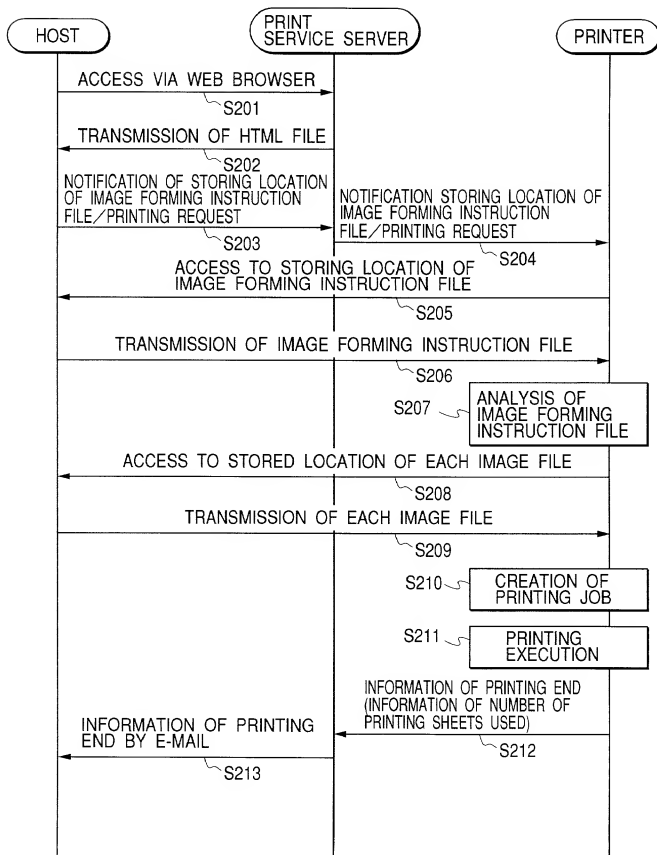 HOST
PRINT
SERVICE SERVER
PRINTER
ACCESS VIA WEB BROWSER
S201
TRANSMISSION OF HTML FILE
S202
NOTIFICATION OF STORING LOCATION
OF IMAGE FORMING INSTRUCTION
FILE/PRINTING REQUEST
S203
NOTIFICATION STORING LOCATION OF
IMAGE FORMING INSTRUCTION
FILE/PRINTING REQUEST
S204
ACCESS TO STORING LOCATION OF
IMAGE FORMING INSTRUCTION FILE
S205
TRANSMISSION OF IMAGE FORMING INSTRUCTION FILE
S206
S207
ANALYSIS OF
IMAGE FORMING
INSTRUCTION FILE
ACCESS TO STORED LOCATION OF EACH IMAGE FILE
S208
TRANSMISSION OF EACH IMAGE FILE
S209
S210
CREATION OF
PRINTING JOB
S211
PRINTING
EXECUTION
INFORMATION OF PRINTING END
(INFORMATION OF NUMBER OF
PRINTING SHEETS USED)
S212
INFORMATION OF PRINTING
END BY E-MAIL
S213